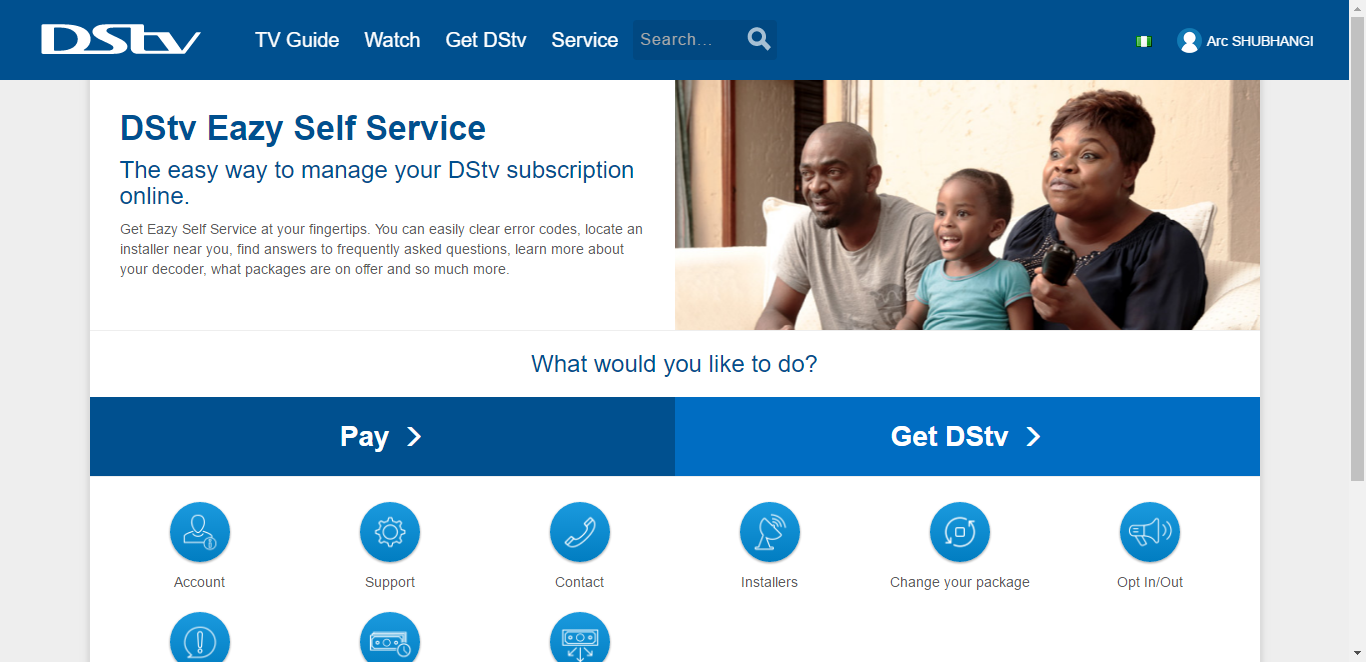 DStv
TV Guide
Watch
Get DStv
Service
Search...
Arc SHUBHANGI
DStv Eazy Self Service
The easy way to manage your DStv subscription
online.
Get Eazy Self Service at your fingertips. You can easily clear error codes, locate an
installer near you, find answers to frequently asked questions, learn more about
your decoder, what packages are on offer and so much more.
What would you like to do?
Pay
Get DStv
Account
Support
Contact
Installers
Change your package
Opt In/Out